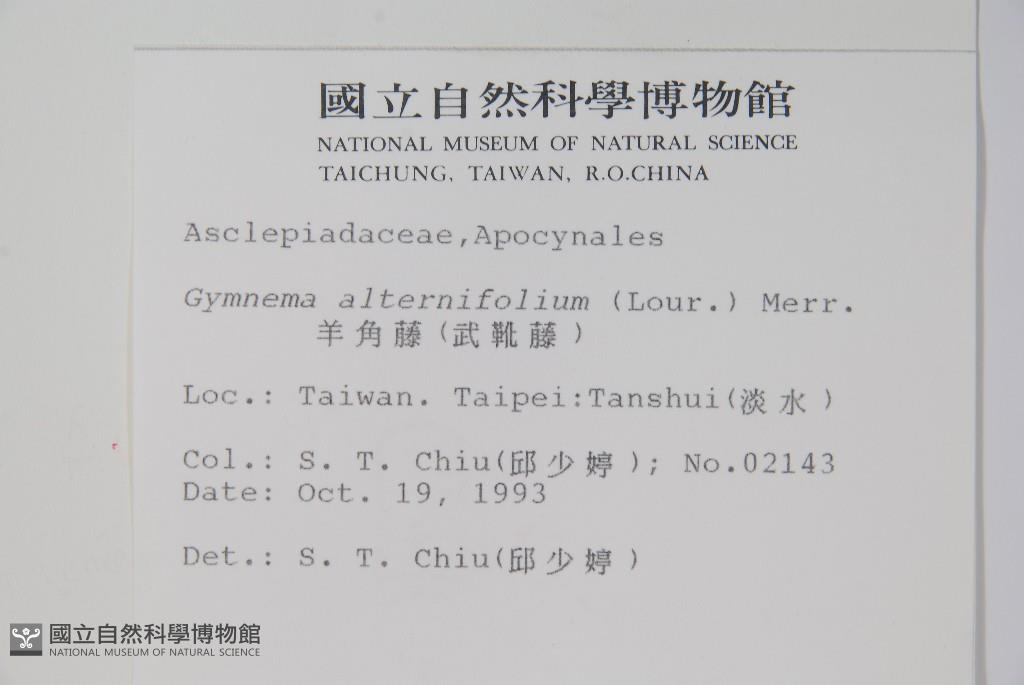 國立自然科學博物館
NATIONAL MUSEUM OF NATURAL SCIENCE
TAICHUNG, TAIWAN, R.O.CHINA
Asclepiadaceae,Apocynales
Gymnema alternifolium (Lour.) Merr.
羊角藤(武靴藤)
Loc.: Taiwan. Taipei:Tanshui(淡水)
Col.: S. T. Chiu(邱少婷); No.02143
Date: Oct. 19, 1993
Det.: S. T. Chiu(邱少婷)
國立自然科學博物館
NATIONAL MUSEUM OF NATURAL SCIENCE